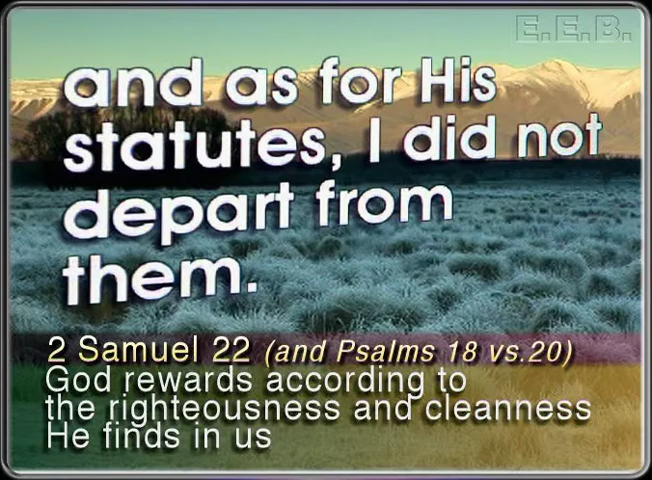 E.E.B.
and as for His
statutes, I did not
depart from
them.
2 Samuel 22 (and Psalms 18 vs.20)
God rewards according to
the righteousness and cleanness
He finds in us